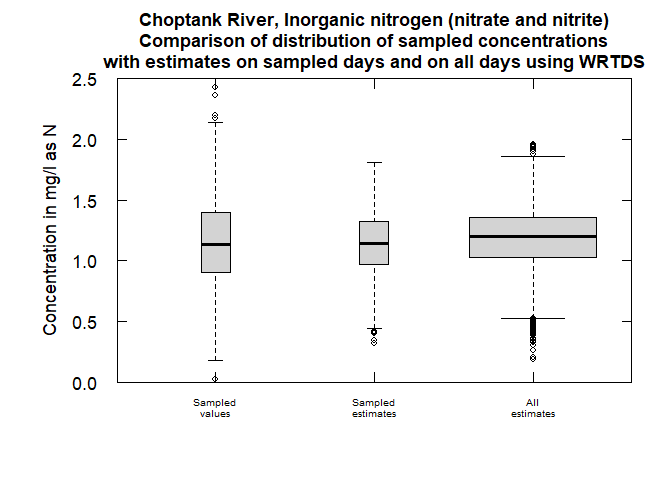 Choptank River, Inorganic nitrogen (nitrate and nitrite)
Comparison of distribution of sampled concentrations
with estimates on sampled days and on all days using WRTDS
Concentration in mg/l as N
2.5
2.0
1.5
1.0
0.5
0.0
Sampled
values
Sampled
estimates
All
estimates